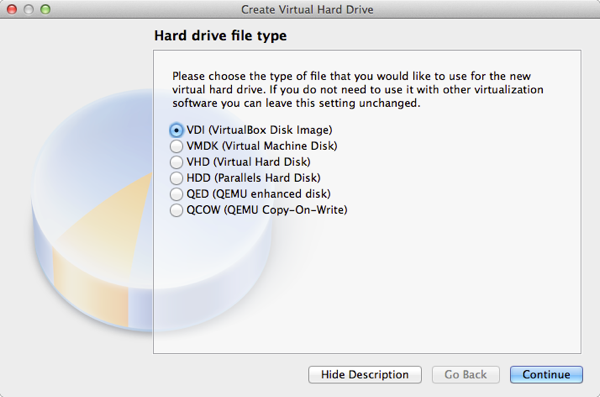 Create Virtual Hard Drive
Hard drive file type
Please choose the type of file that you would like to use for the new
virtual hard drive. If you do not need to use it with other virtualization
software you can leave this setting unchanged.
VDI (VirtualBox Disk Image)
VMDK (Virtual Machine Disk)
VHD (Virtual Hard Disk)
HDD (Parallels Hard Disk)
QED (QEMU enhanced disk)
QCOW (QEMU Copy-On-Write)
Hide Description
Go Back
Continue